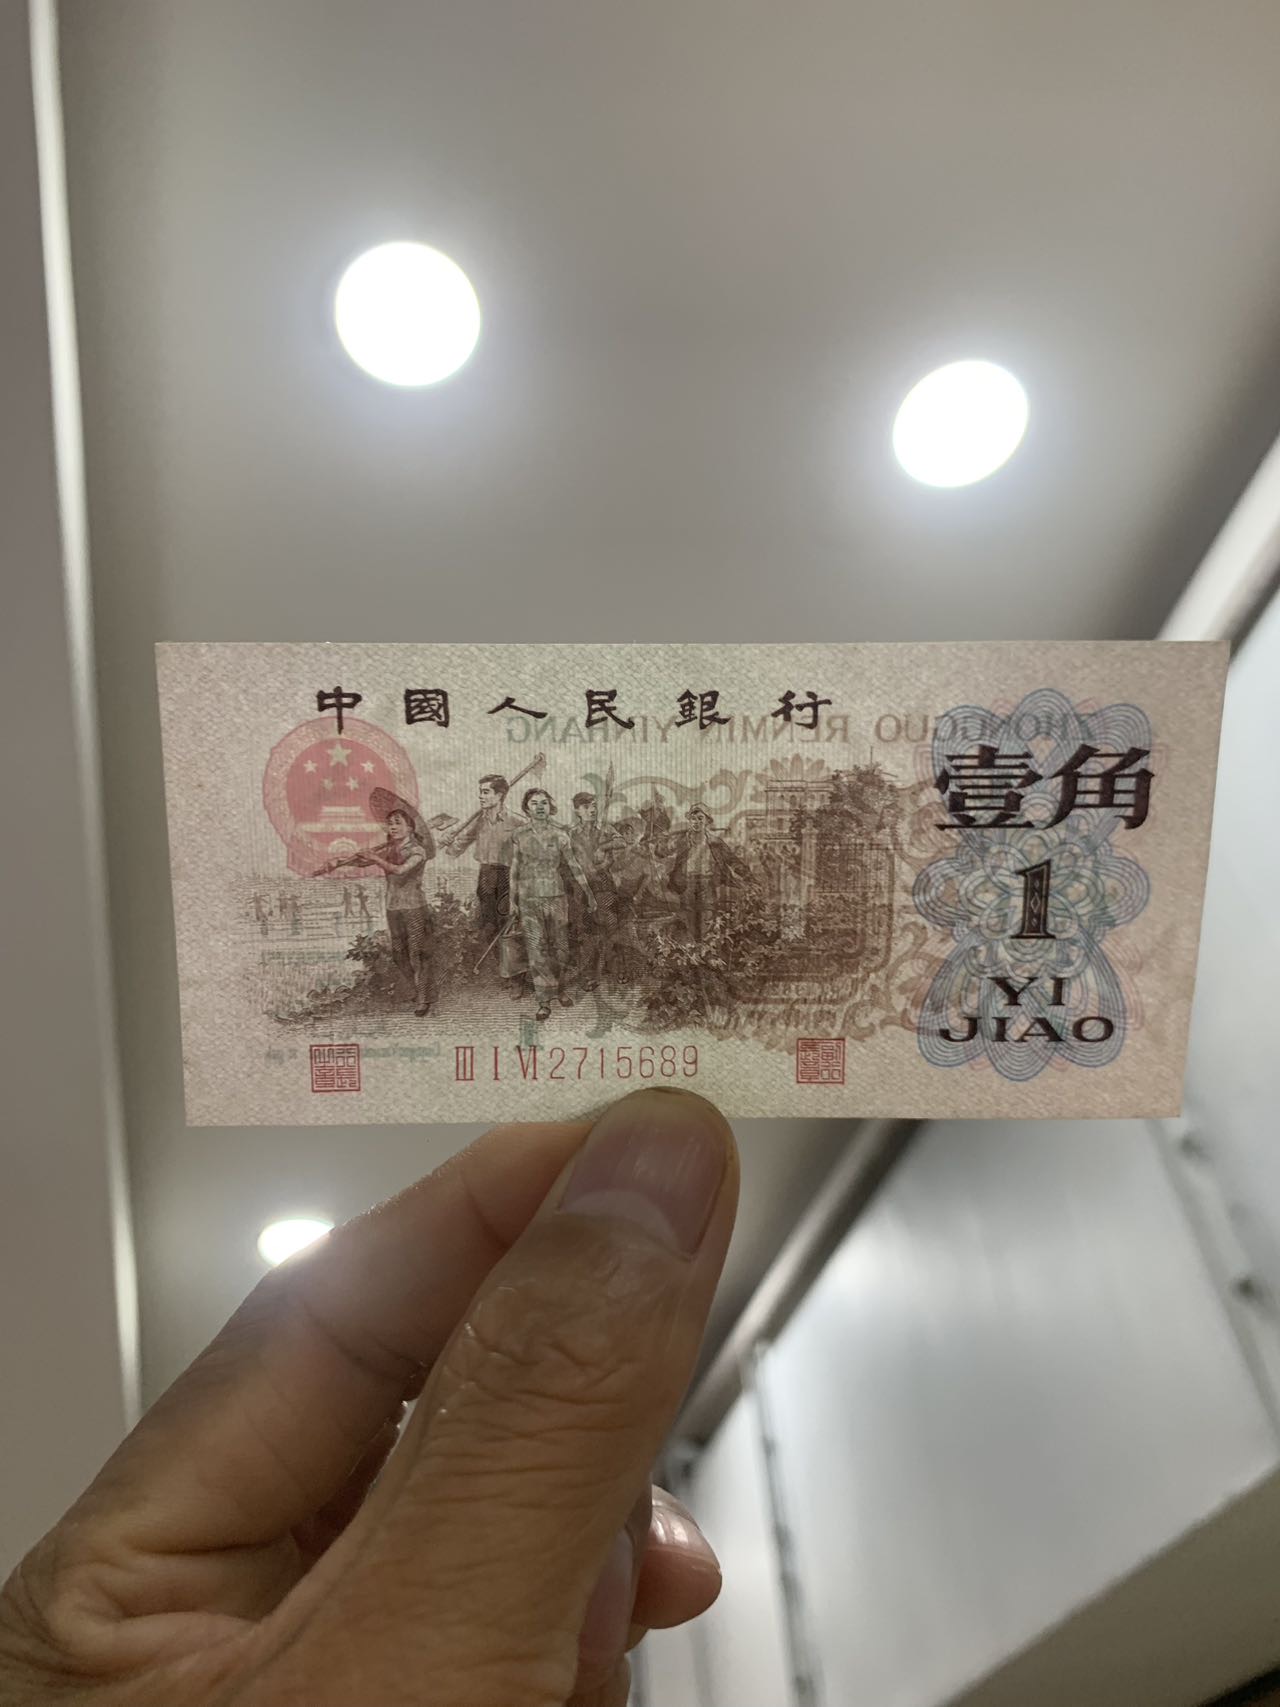 中國人民銀行
ZHONGGUO RENMIN YINHANG
壹角
1
YI
JIAO
III I VI 2715689